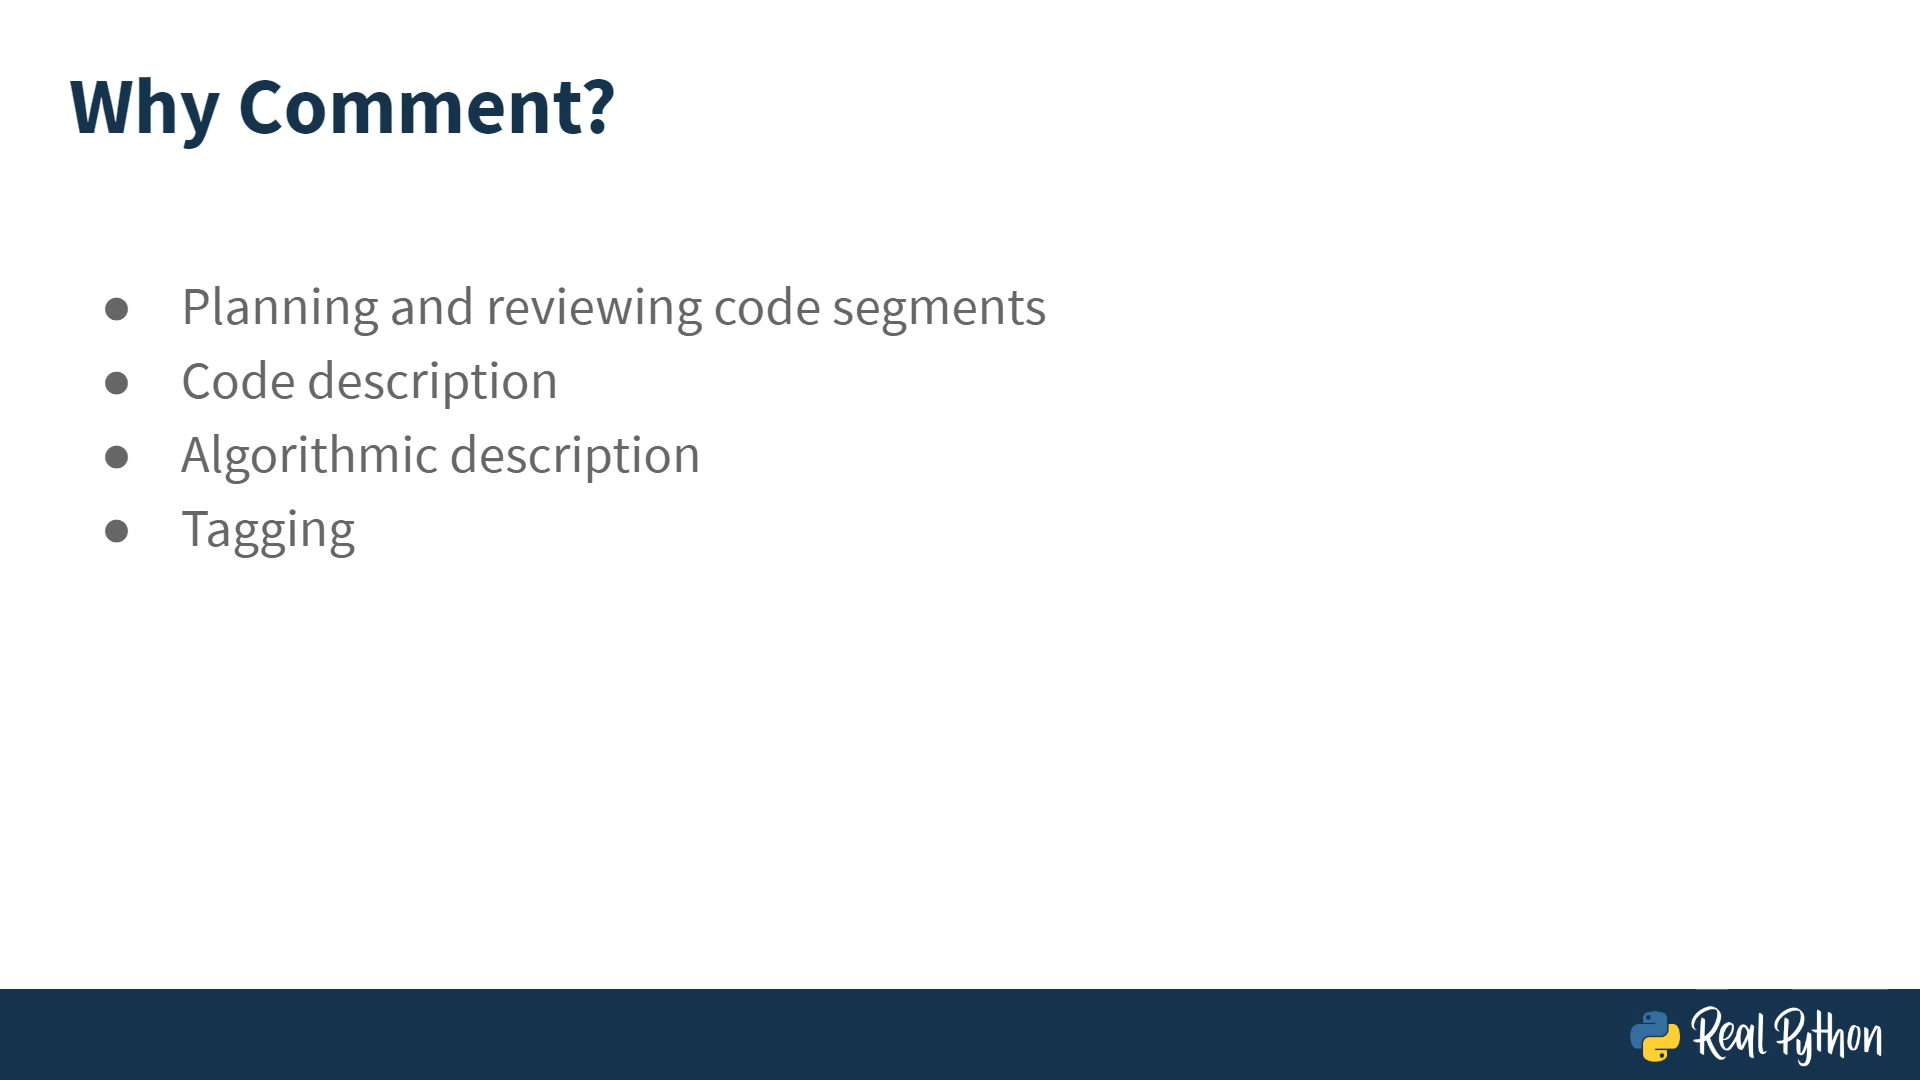 Why Comment?
● Planning and reviewing code segments
● Code description
● Algorithmic description
● Tagging
Real Python